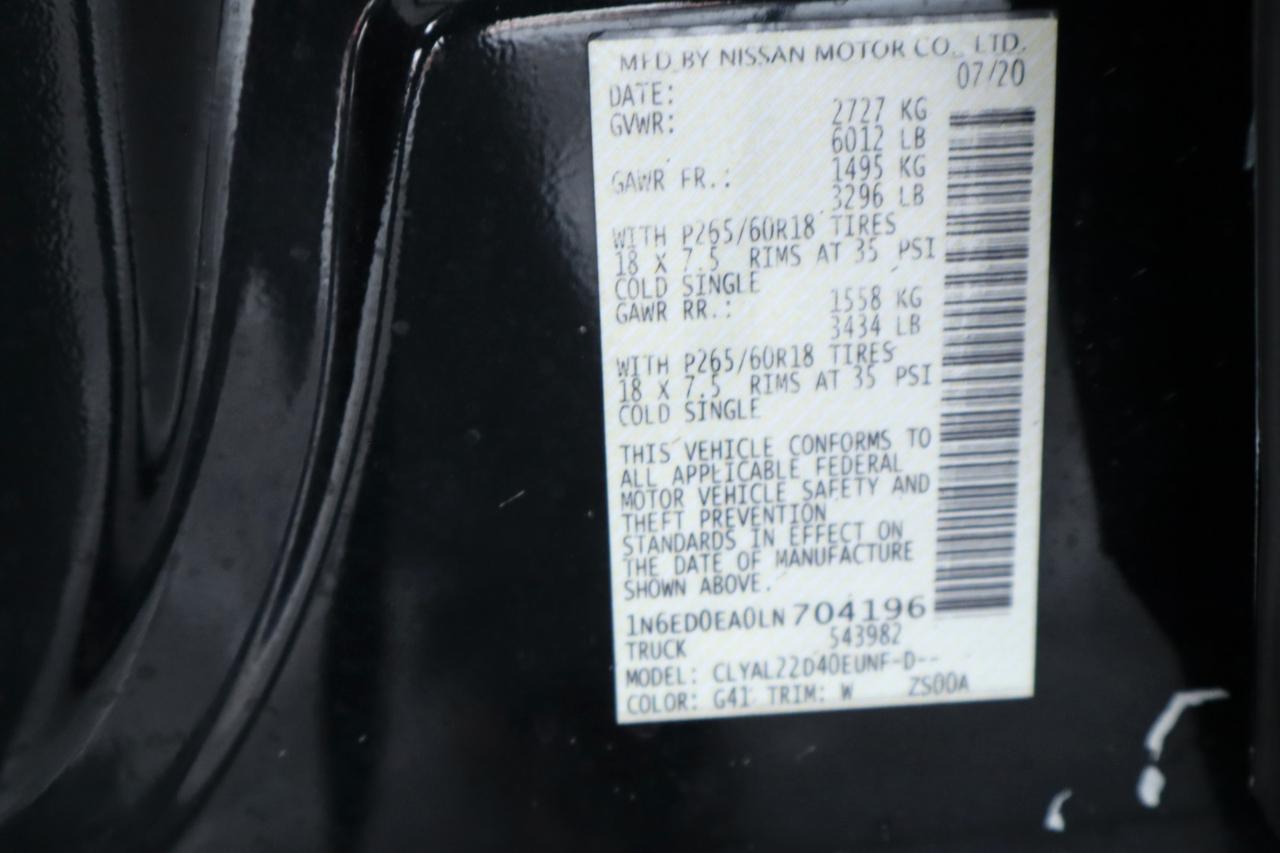 MFD.BY NISSAN MOTOR CO., LTD.
DATE: 07/20
GVWR: 2727 KG
6012 LB
GAWR FR.: 1495 KG
3296 LB
WITH P265/60R18 TIRES
18 X 7.5 RIMS AT 35 PSI
COLD SINGLE
GAWR RR.: 1558 KG
3434 LB
WITH P265/60R18 TIRES
18 X 7.5 RIMS AT 35 PSI
COLD SINGLE
THIS VEHICLE CONFORMS TO
ALL APPLICABLE FEDERAL
MOTOR VEHICLE SAFETY AND
THEFT PREVENTION
STANDARDS IN EFFECT ON
THE DATE OF MANUFACTURE
SHOWN ABOVE.
1N6ED0EA0LN704196
TRUCK 543982
MODEL: CLYAL22D40EUNF-D--
COLOR: G41 TRIM: W ZS00A